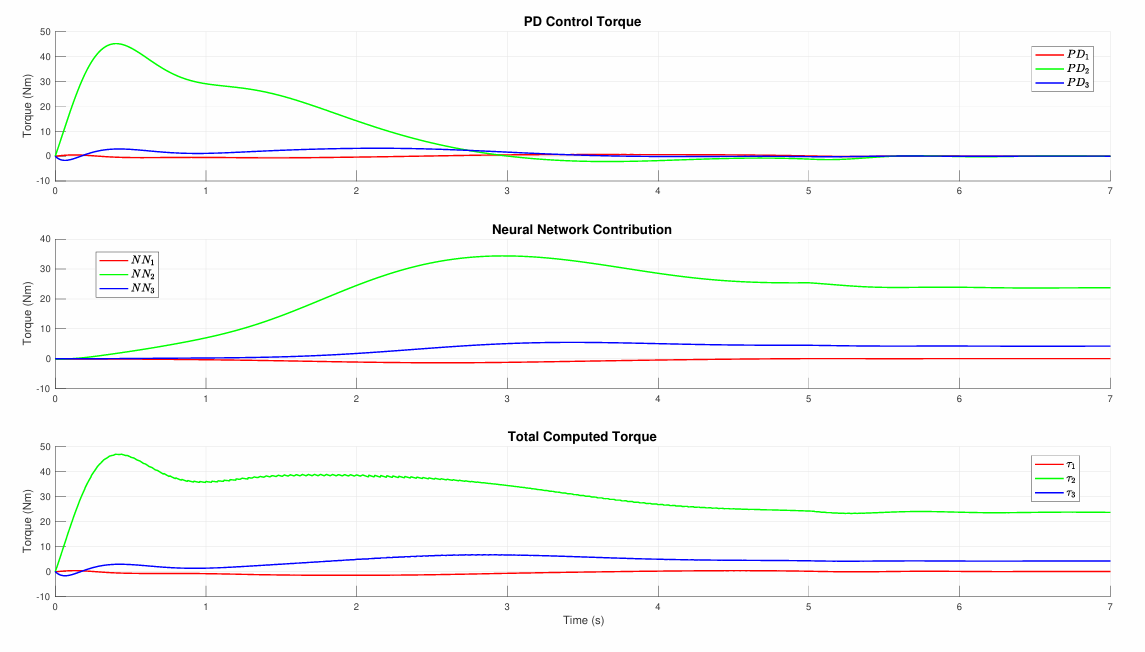 PD Control Torque
50
40
30
20
10
0
-10
Torque (Nm)
PD₁
PD₂
PD₃
0 1 2 3 4 5 6 7
Neural Network Contribution
40
30
20
10
0
-10
Torque (Nm)
NN₁
NN₂
NN₃
0 1 2 3 4 5 6 7
Total Computed Torque
50
40
30
20
10
0
-10
Torque (Nm)
τ₁
τ₂
τ₃
0 1 2 3 4 5 6 7
Time (s)